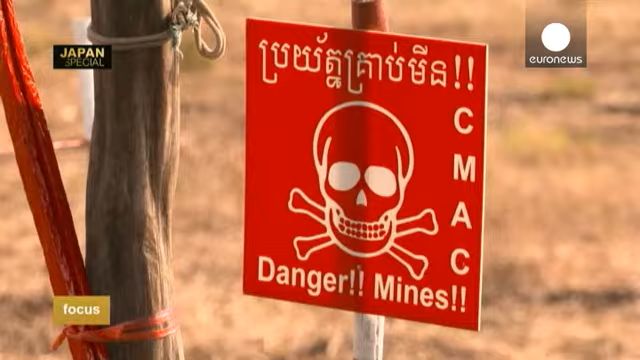 JAPAN
SPECIAL
euronews
ប្រយ័ត្នគ្រាប់មីន!!
CMAC
Danger!! Mines!!
focus